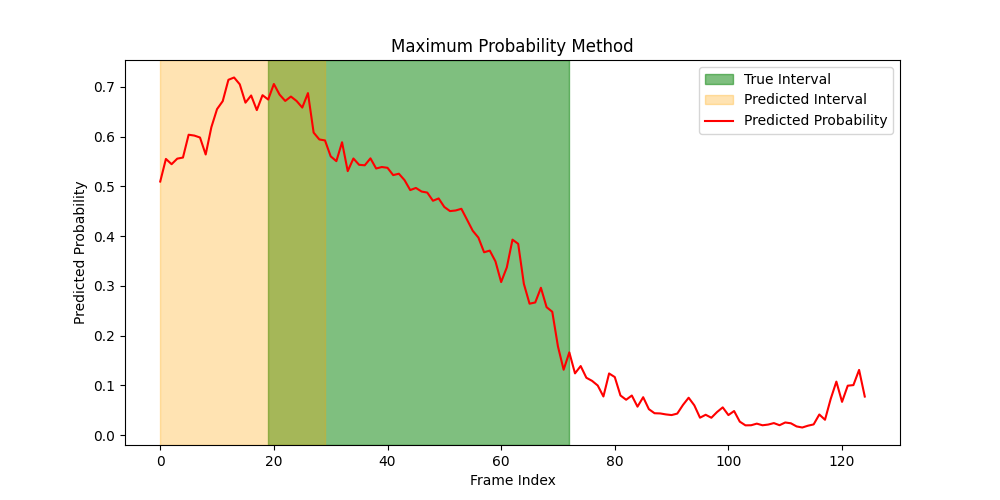 Maximum Probability Method
True Interval
Predicted Interval
Predicted Probability
Predicted Probability
0.7
0.6
0.5
0.4
0.3
0.2
0.1
0.0
0 20 40 60 80 100 120
Frame Index